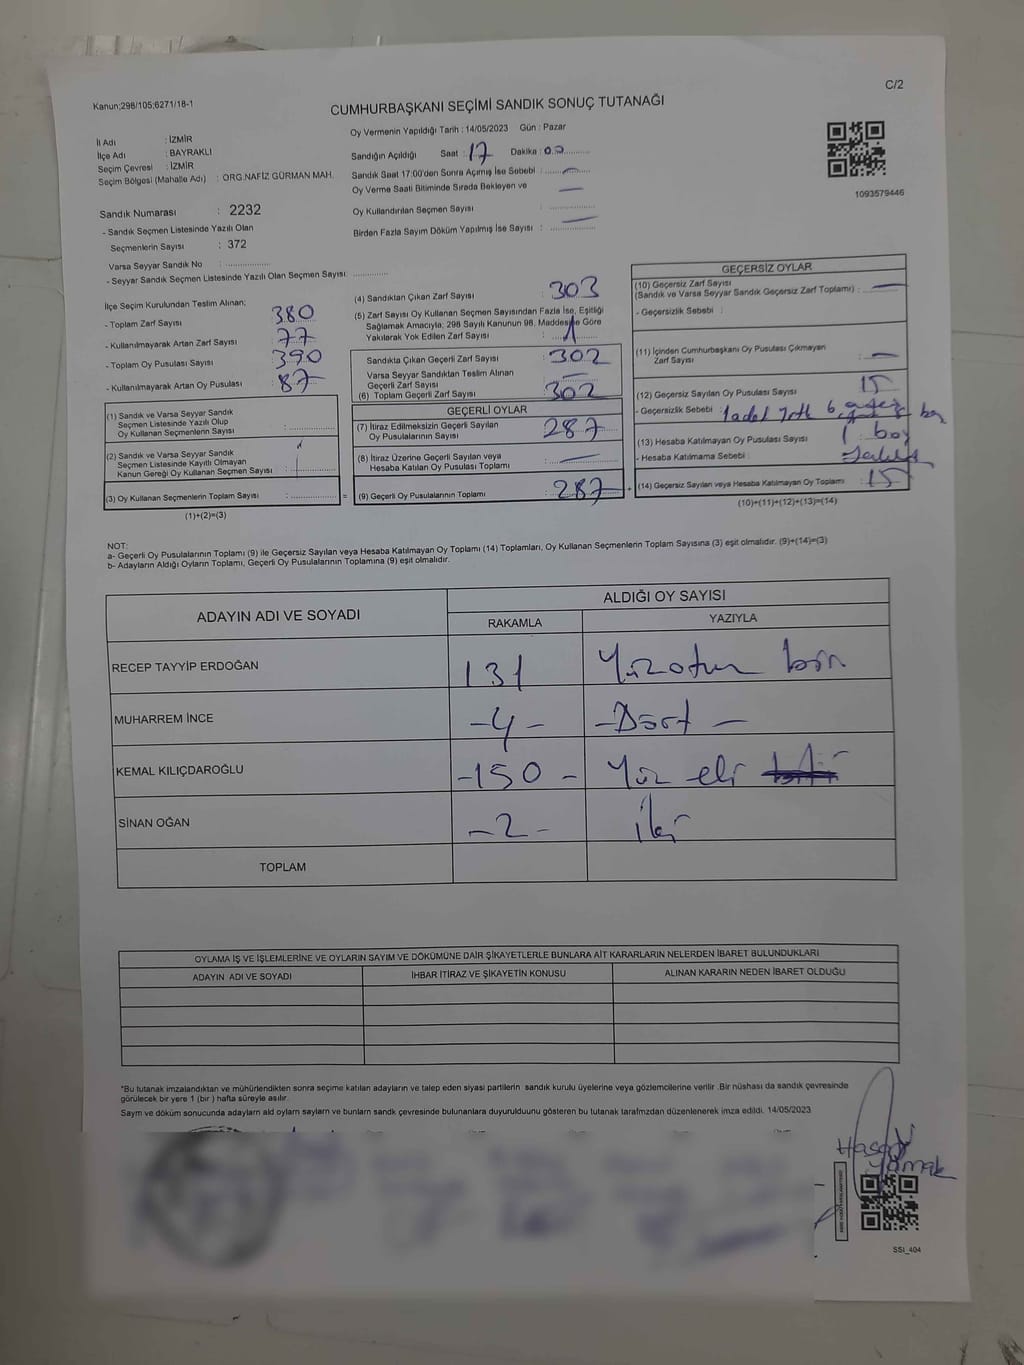 C/2
Kanun;298/105;6271/18-1
CUMHURBAŞKANI SEÇİMİ SANDIK SONUÇ TUTANAĞI
İl Adı : İZMİR
İlçe Adı : BAYRAKLI
Seçim Çevresi : İZMİR
Seçim Bölgesi (Mahalle Adı) : ORG.NAFİZ GÜRMAN MAH.
Sandık Numarası : 2232
- Sandık Seçmen Listesinde Yazılı Olan
Seçmenlerin Sayısı : 372
Varsa Seyyar Sandık No :
- Seyyar Sandık Seçmen Listesinde Yazılı Olan Seçmen Sayısı:
Oy Vermenin Yapıldığı Tarih : 14/05/2023 Gün : Pazar
Sandığın Açıldığı Saat : 17 Dakika : 00
Sandık Saat 17:00'den Sonra Açımış İse Sebebi : —
Oy Verme Saati Bitiminde Sırada Bekleyen ve —
Oy Kullandırılan Seçmen Sayısı :
Birden Fazla Sayım Döküm Yapılmış İse Sayısı : —
1093579446
İlçe Seçim Kurulundan Teslim Alınan;
- Toplam Zarf Sayısı : 380
- Kullanılmayarak Artan Zarf Sayısı : 77
- Toplam Oy Pusulası Sayısı : 390
- Kullanılmayarak Artan Oy Pusulası : 87
(1) Sandık ve Varsa Seyyar Sandık
Seçmen Listesinde Yazılı Olup
Oy Kullanan Seçmenlerin Sayısı :
(2) Sandık ve Varsa Seyyar Sandık
Seçmen Listesinde Kayıtlı Olmayan
Kanun Gereği Oy Kullanan Seçmen Sayısı : 1
(3) Oy Kullanan Seçmenlerin Toplam Sayısı : =
(1)+(2)=(3)
(4) Sandıktan Çıkan Zarf Sayısı : 303
(5) Zarf Sayısı Oy Kullanan Seçmen Sayısından Fazla İse, Eşitliği
Sağlamak Amacıyla; 298 Sayılı Kanunun 98. Maddesine Göre
Yakılarak Yok Edilen Zarf Sayısı : 1
Sandıkta Çıkan Geçerli Zarf Sayısı : 302
Varsa Seyyar Sandıktan Teslim Alınan
Geçerli Zarf Sayısı : —
(6) Toplam Geçerli Zarf Sayısı : 302
GEÇERLİ OYLAR
(7) İtiraz Edilmeksizin Geçerli Sayılan
Oy Pusulalarının Sayısı : 287
(8) İtiraz Üzerine Geçerli Sayılan veya
Hesaba Katılan Oy Pusulaları Toplamı : —
(9) Geçerli Oy Pusulalarının Toplamı : 287 +
GEÇERSİZ OYLAR
(10) Geçersiz Zarf Sayısı
(Sandık ve Varsa Seyyar Sandık Geçersiz Zarf Toplamı) : —
- Geçersizlik Sebebi :
(11) İçinden Cumhurbaşkanı Oy Pusulası Çıkmayan
Zarf Sayısı : —
(12) Geçersiz Sayılan Oy Pusulası Sayısı : 15
- Geçersizlik Sebebi :
(13) Hesaba Katılmayan Oy Pusulası Sayısı :
- Hesaba Katılmama Sebebi :
(14) Geçersiz Sayılan veya Hesaba Katılmayan Oy Toplamı : 15
(10)+(11)+(12)+(13)=(14)
NOT:
a- Geçerli Oy Pusulalarının Toplamı (9) ile Geçersiz Sayılan veya Hesaba Katılmayan Oy Toplamı (14) Toplamları, Oy Kullanan Seçmenlerin Toplam Sayısına (3) eşit olmalıdır. (9)+(14)=(3)
b- Adayların Aldığı Oyların Toplamı, Geçerli Oy Pusulalarının Toplamına (9) eşit olmalıdır.
ADAYIN ADI VE SOYADI ALDIĞI OY SAYISI
RAKAMLA YAZIYLA
RECEP TAYYİP ERDOĞAN 131 Yüzotuz bir
MUHARREM İNCE -4- -Dört-
KEMAL KILIÇDAROĞLU -150- Yüz eli
SİNAN OĞAN -2- iki
TOPLAM
OYLAMA İŞ VE İŞLEMLERİNE VE OYLARIN SAYIM VE DÖKÜMÜNE DAİR ŞİKAYETLERLE BUNLARA AİT KARARLARIN NELERDEN İBARET BULUNDUKLARI
ADAYIN ADI VE SOYADI İHBAR İTİRAZ VE ŞİKAYETİN KONUSU ALINAN KARARIN NEDEN İBARET OLDUĞU
*Bu tutanak imzalandıktan ve mühürlendikten sonra seçime katılan adayların ve talep eden siyasi partilerin sandık kurulu üyelerine veya gözlemcilerine verilir .Bir nüshası da sandık çevresinde
görülecek bir yere 1 (bir ) hafta süreyle asılır.
Sayım ve döküm sonucunda adayların ald oyların sayların ve bunların sandk çevresinde bulunanlara duyurulduunu gösteren bu tutanak tarafmzdan düzenlenerek imza edildi. 14/05/2023
Yamak
SSI_404